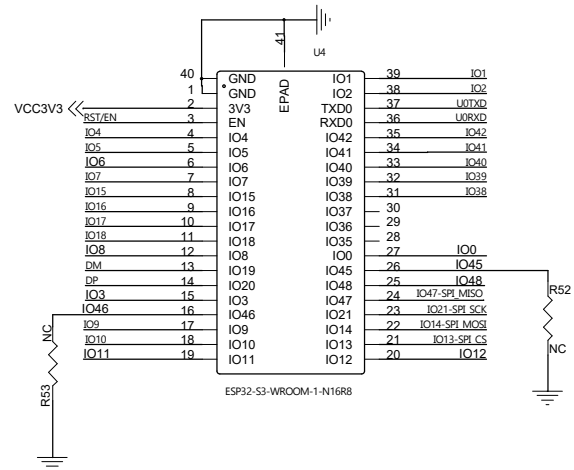 41
U4
40 GND IO1 39 IO1
1 GND EPAD IO2 38 IO2
VCC3V3 2 3V3 TXD0 37 U0TXD
RST/EN 3 EN RXD0 36 U0RXD
IO4 4 IO4 IO42 35 IO42
IO5 5 IO5 IO41 34 IO41
IO6 6 IO6 IO40 33 IO40
IO7 7 IO7 IO39 32 IO39
IO15 8 IO15 IO38 31 IO38
IO16 9 IO16 IO37 30
IO17 10 IO17 IO36 29
IO18 11 IO18 IO35 28
IO8 12 IO8 IO0 27 IO0
DM 13 IO19 IO45 26 IO45
DP 14 IO20 IO48 25 IO48
IO3 15 IO3 IO47 24 IO47-SPI_MISO R52
IO46 16 IO46 IO21 23 IO21-SPI SCK
NC IO9 17 IO9 IO14 22 IO14-SPI MOSI
IO10 18 IO10 IO13 21 IO13-SPI CS NC
IO11 19 IO11 IO12 20 IO12
R53
ESP32-S3-WROOM-1-N16R8